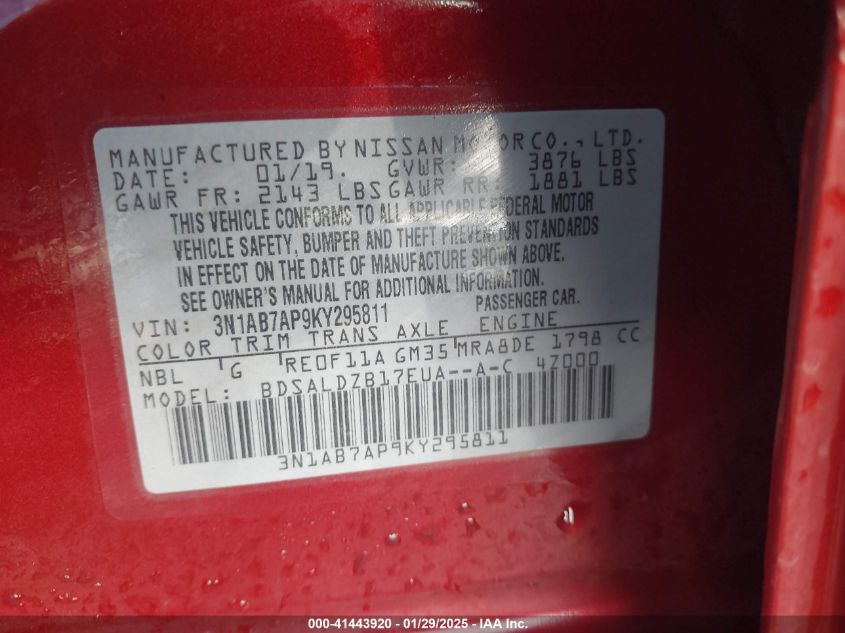 MANUFACTURED BY NISSAN MOTOR CO., LTD.
DATE: 01/19. GVWR: 3876 LBS
GAWR FR: 2143 LBS GAWR RR: 1881 LBS
THIS VEHICLE CONFORMS TO ALL APPLICABLE FEDERAL MOTOR
VEHICLE SAFETY, BUMPER AND THEFT PREVENTION STANDARDS
IN EFFECT ON THE DATE OF MANUFACTURE SHOWN ABOVE.
SEE OWNER'S MANUAL FOR ADDITIONAL INFORMATION.
VIN: 3N1AB7AP9KY295811 PASSENGER CAR.
COLOR TRIM TRANS AXLE ENGINE
NBL G RE0F11A GM35 MRA8DE 1798 CC
MODEL: BDSALDZB17EUA--A-C 4Z000
3N1AB7AP9KY295811
000-41443920 - 01/29/2025 - IAA Inc.